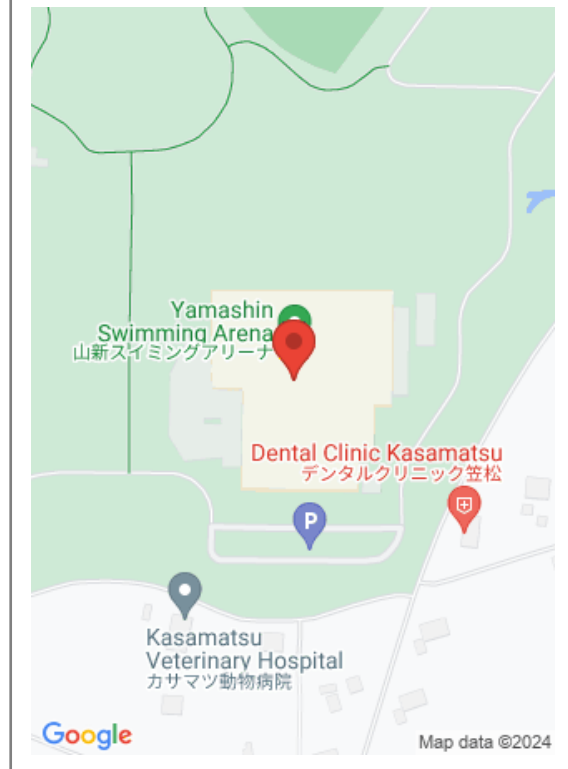 Yamashin
Swimming Arena
山新スイミングアリーナ
Dental Clinic Kasamatsu
デンタルクリニック笠松
P
Kasamatsu
Veterinary Hospital
カサマツ動物病院
Google
Map data ©2024